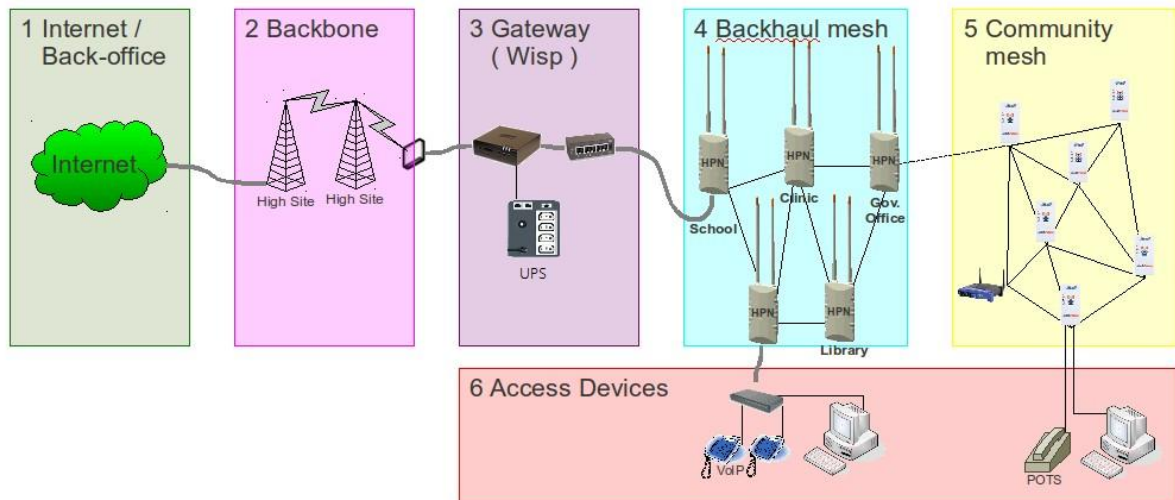 1 Internet /
Back-office
2 Backbone
3 Gateway
( Wisp )
4 Backhaul mesh
5 Community
mesh
Internet
High Site
High Site
UPS
HPN
HPN
HPN
School
Clinic
Gov.
Office
HPN
HPN
Library
6 Access Devices
VoIP
POTS